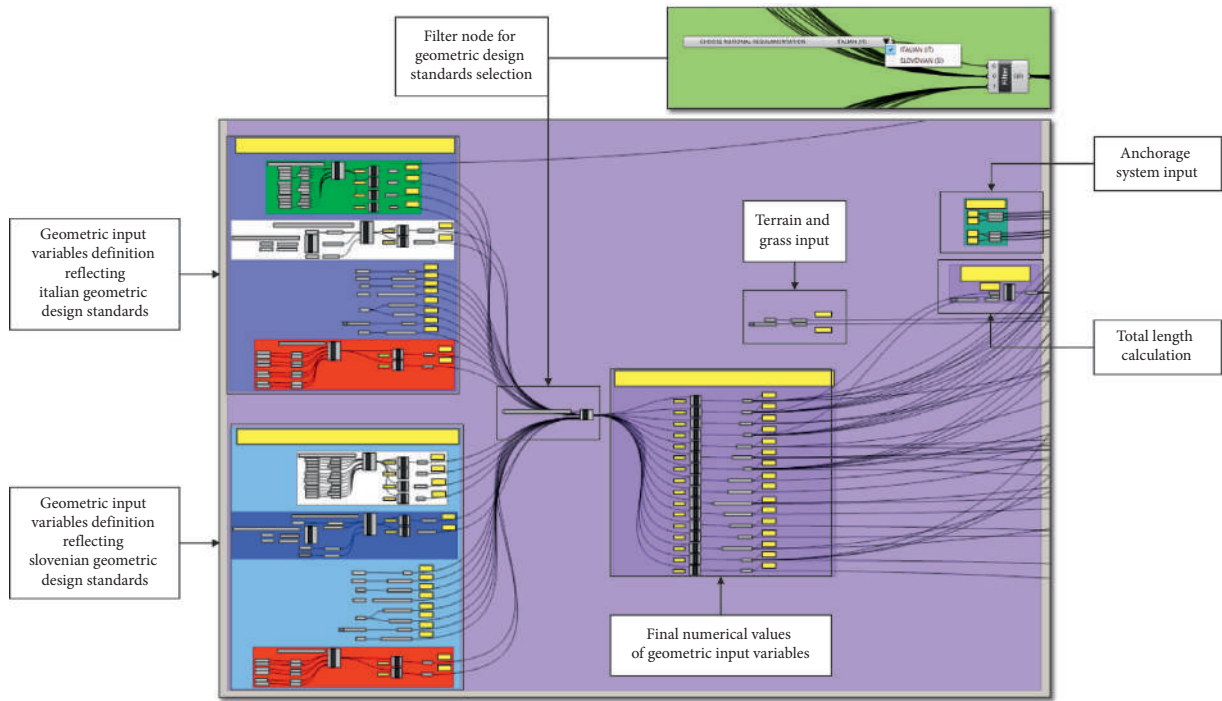 Filter node for
geometric design
standards selection
CHOOSE NATIONAL REGULAMENTATION
ITALIAN (IT)
ITALIAN (IT)
SLOVENIAN (SI)
Filter
Anchorage
system input
Terrain and
grass input
Geometric input
variables definition
reflecting
italian geometric
design standards
Total length
calculation
Geometric input
variables definition
reflecting
slovenian geometric
design standards
Final numerical values
of geometric input variables